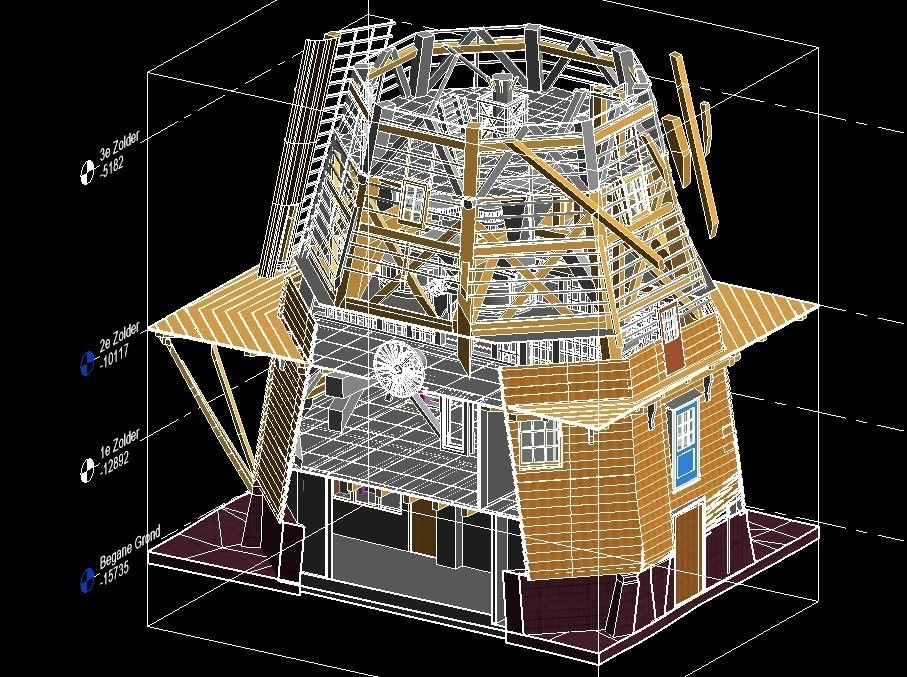 3e Zolder
-5182
2e Zolder
-10117
1e Zolder
-12892
Begane Grond
-15735